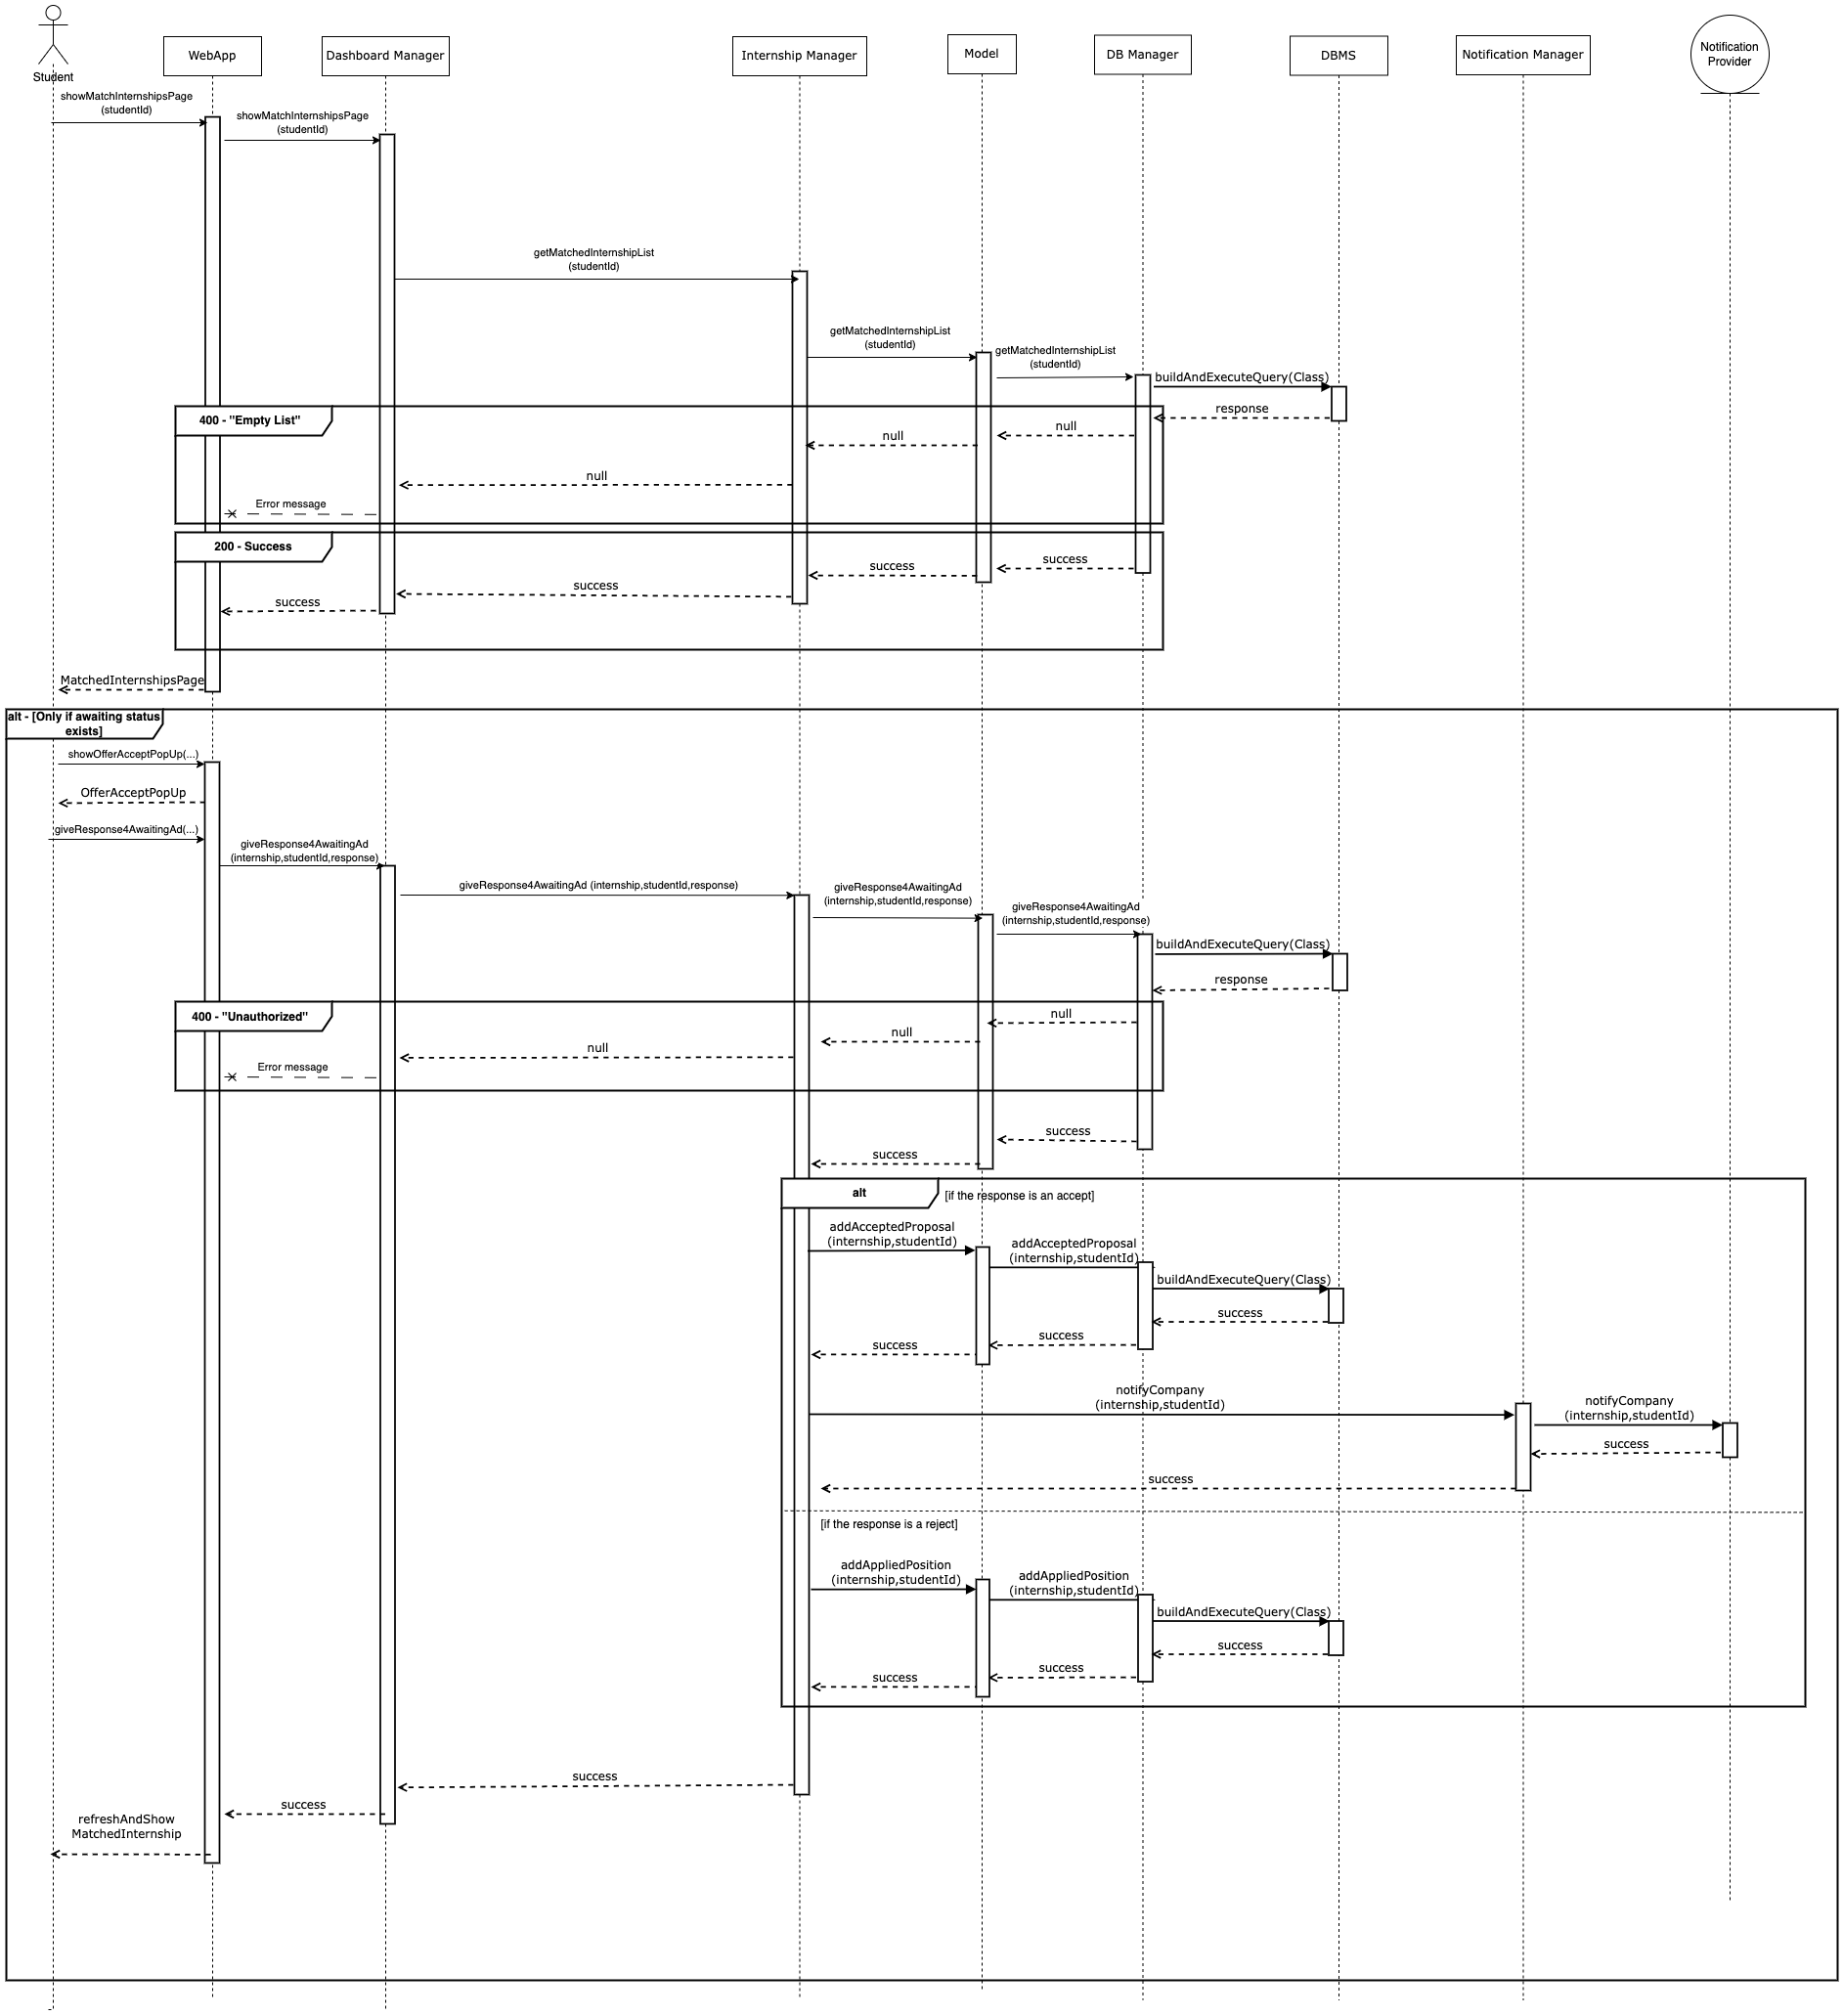 Student
WebApp
Dashboard Manager
Internship Manager
Model
DB Manager
DBMS
Notification Manager
Notification
Provider
showMatchInternshipsPage
(studentId)
showMatchInternshipsPage
(studentId)
getMatchedInternshipList
(studentId)
getMatchedInternshipList
(studentId)
getMatchedInternshipList
(studentId)
buildAndExecuteQuery(Class)
400 - "Empty List"
response
null
null
null
Error message
200 - Success
success
success
success
success
MatchedInternshipsPage
alt - [Only if awaiting status
exists]
showOfferAcceptPopUp(...)
OfferAcceptPopUp
giveResponse4AwaitingAd(...)
giveResponse4AwaitingAd
(internship,studentId,response)
giveResponse4AwaitingAd (internship,studentId,response)
giveResponse4AwaitingAd
(internship,studentId,response)
giveResponse4AwaitingAd
(internship,studentId,response)
buildAndExecuteQuery(Class)
response
400 - "Unauthorized"
null
null
null
Error message
success
success
alt
[if the response is an accept]
addAcceptedProposal
(internship,studentId)
addAcceptedProposal
(internship,studentId)
buildAndExecuteQuery(Class)
success
success
success
notifyCompany
(internship,studentId)
notifyCompany
(internship,studentId)
success
success
[if the response is a reject]
addAppliedPosition
(internship,studentId)
addAppliedPosition
(internship,studentId)
buildAndExecuteQuery(Class)
success
success
success
success
success
refreshAndShow
MatchedInternship